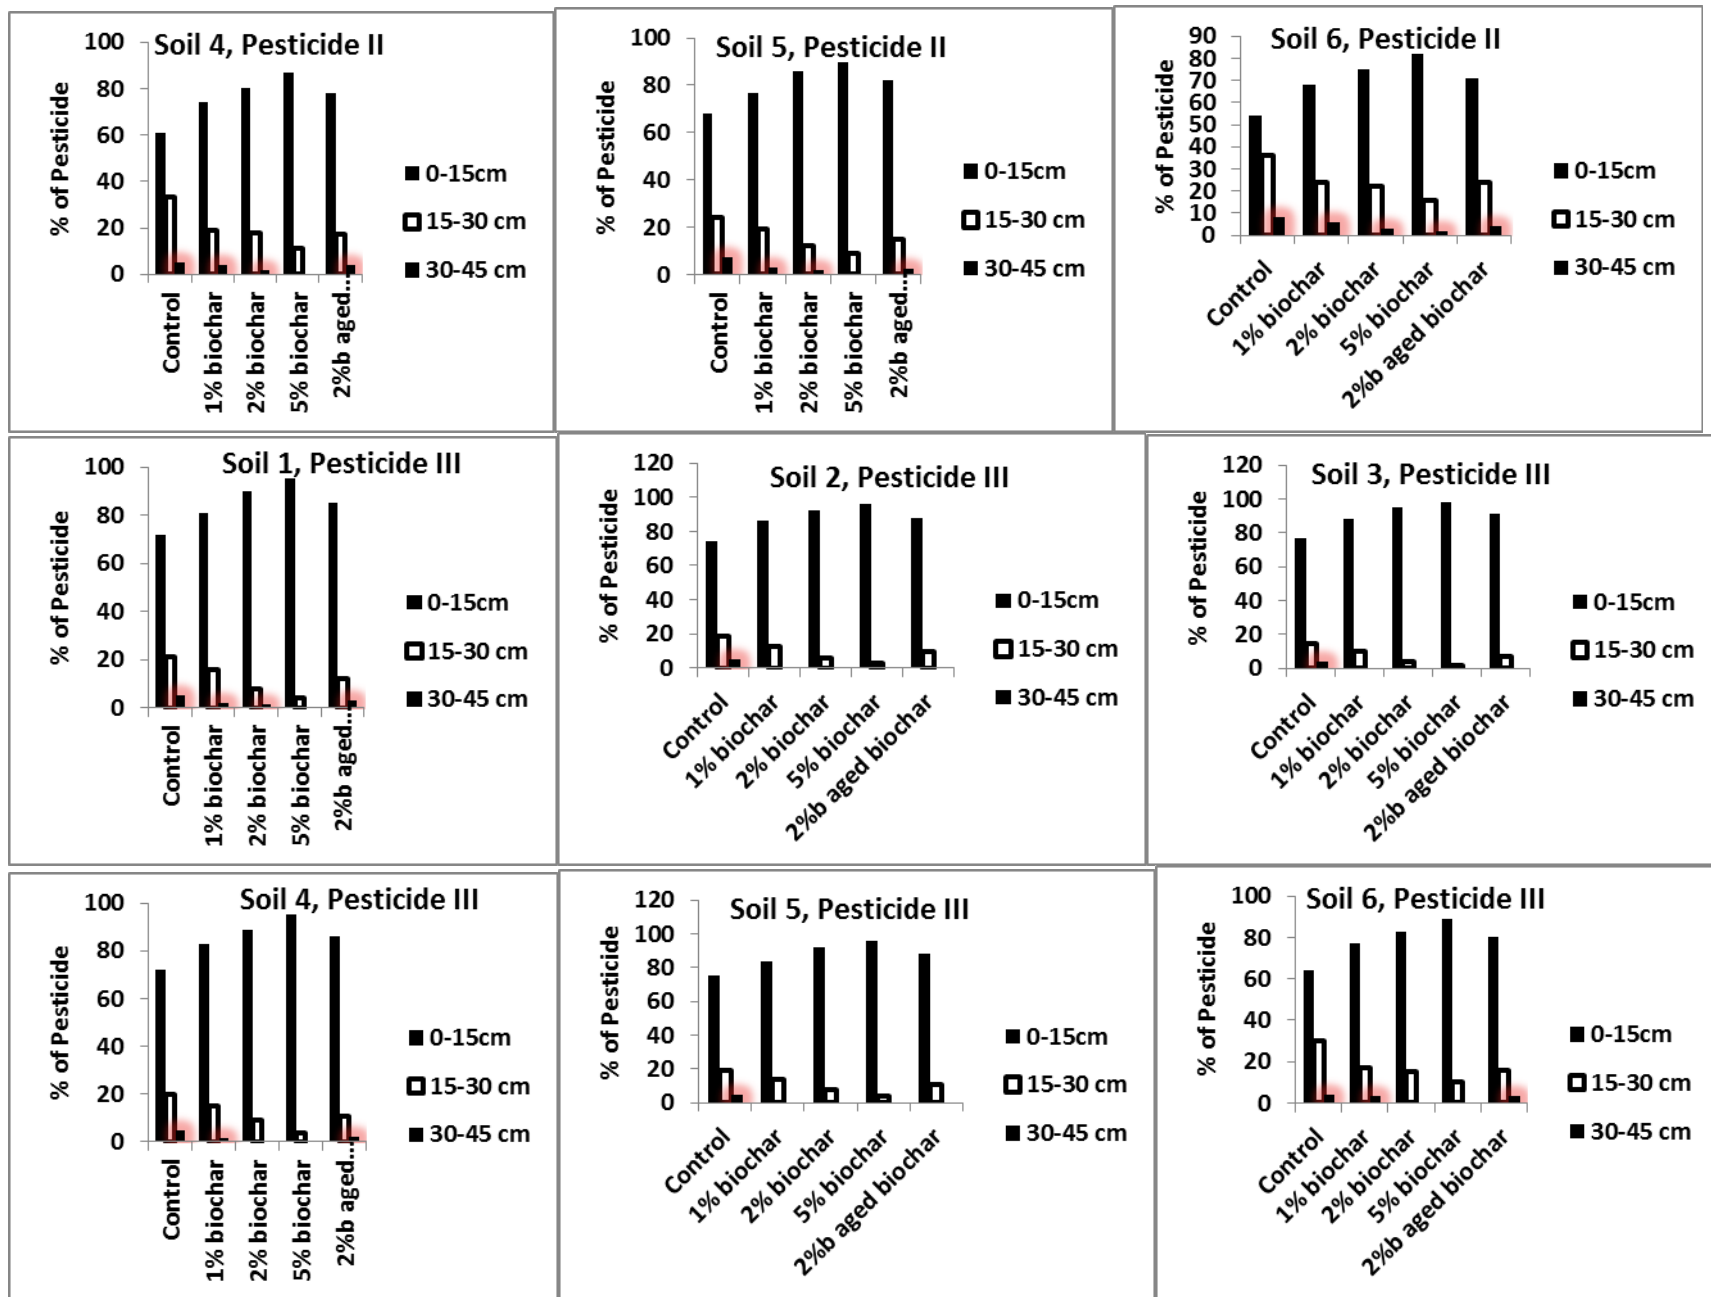 Soil 4, Pesticide II
% of Pesticide
100
80
60
40
20
0
Control
1% biochar
2% biochar
5% biochar
2%b aged...
0-15cm
15-30 cm
30-45 cm
Soil 5, Pesticide II
% of Pesticide
100
80
60
40
20
0
Control
1% biochar
2% biochar
5% biochar
2%b aged...
0-15cm
15-30 cm
30-45 cm
Soil 6, Pesticide II
% of Pesticide
90
80
70
60
50
40
30
20
10
0
Control
1% biochar
2% biochar
5% biochar
2%b aged biochar
0-15cm
15-30 cm
30-45 cm
Soil 1, Pesticide III
% of Pesticide
100
80
60
40
20
0
Control
1% biochar
2% biochar
5% biochar
2%b aged...
0-15cm
15-30 cm
30-45 cm
Soil 2, Pesticide III
% of Pesticide
120
100
80
60
40
20
0
Control
1% biochar
2% biochar
5% biochar
2%b aged biochar
0-15cm
15-30 cm
30-45 cm
Soil 3, Pesticide III
% of Pesticide
120
100
80
60
40
20
0
Control
1% biochar
2% biochar
5% biochar
2%b aged biochar
0-15cm
15-30 cm
30-45 cm
Soil 4, Pesticide III
% of Pesticide
100
80
60
40
20
0
Control
1% biochar
2% biochar
5% biochar
2%b aged...
0-15cm
15-30 cm
30-45 cm
Soil 5, Pesticide III
% of Pesticide
120
100
80
60
40
20
0
Control
1% biochar
2% biochar
5% biochar
2%b aged biochar
0-15cm
15-30 cm
30-45 cm
Soil 6, Pesticide III
% of Pesticide
100
80
60
40
20
0
Control
1% biochar
2% biochar
5% biochar
2%b aged biochar
0-15cm
15-30 cm
30-45 cm